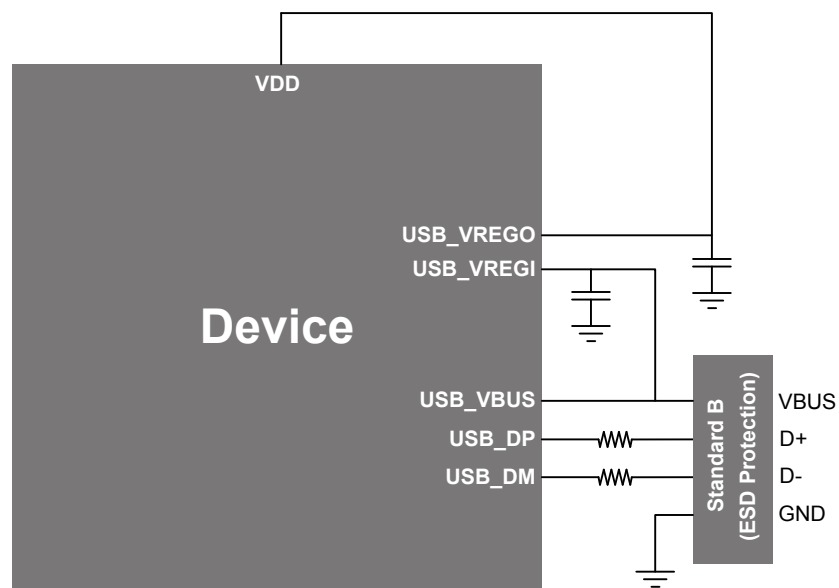 VDD
USB_VREGO
USB_VREGI
Device
USB_VBUS
USB_DP
USB_DM
Standard B
(ESD Protection)
VBUS
D+
D-
GND